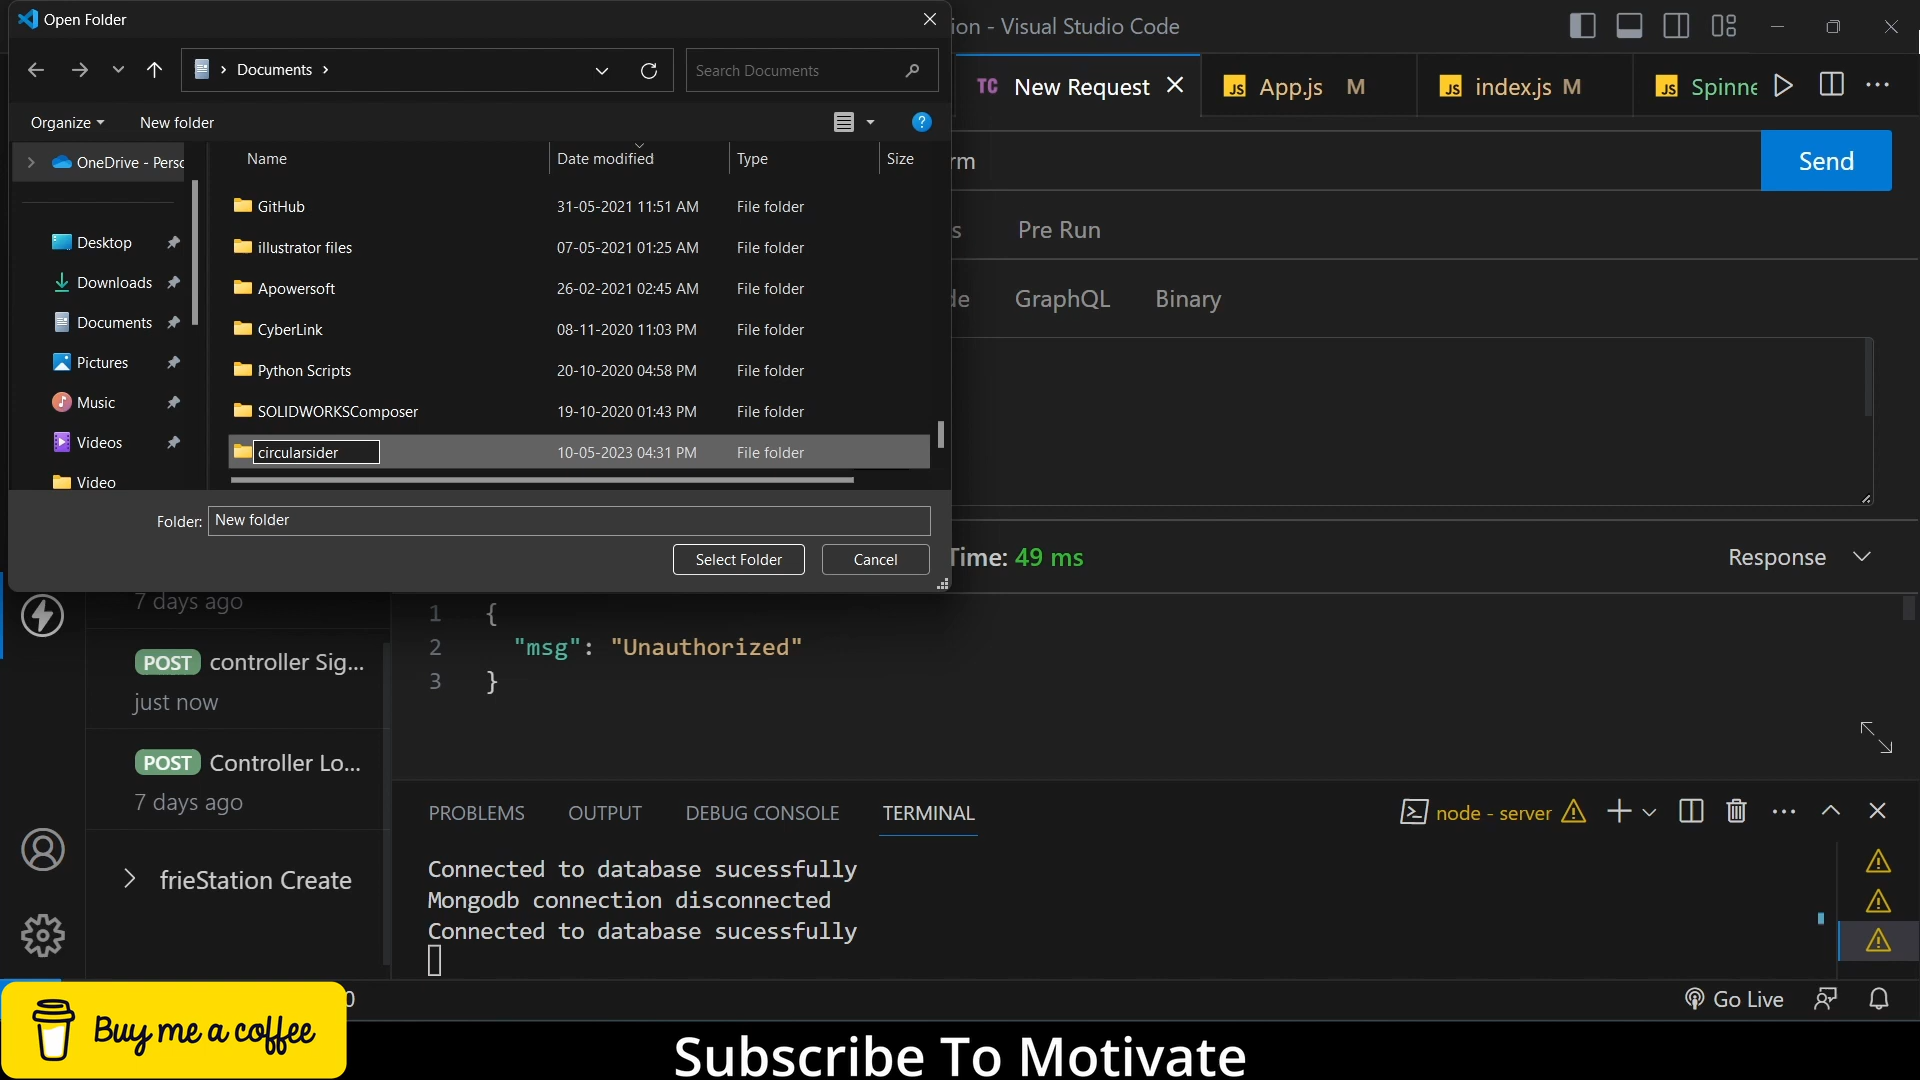 Open Folder
Documents
Search Documents
Organize
New folder
OneDrive - Pers
Desktop
Downloads
Documents
Pictures
Music
Videos
Video
Name Date modified Type Size
GitHub 31-05-2021 11:51 AM File folder
illustrator files 07-05-2021 01:25 AM File folder
Apowersoft 26-02-2021 02:45 AM File folder
CyberLink 08-11-2020 11:03 PM File folder
Python Scripts 20-10-2020 04:58 PM File folder
SOLIDWORKSComposer 19-10-2020 01:43 PM File folder
circularsider 10-05-2023 04:31 PM File folder
Folder: New folder
Select Folder Cancel
ion - Visual Studio Code
TC New Request JS App.js M JS index.js M JS Spinne
rm Send
s Pre Run
de GraphQL Binary
Time: 49 ms Response
7 days ago
POST controller Sig...
just now
POST Controller Lo...
7 days ago
frieStation Create
1 {
2 "msg": "Unauthorized"
3 }
PROBLEMS OUTPUT DEBUG CONSOLE TERMINAL
node - server
Connected to database sucessfully
Mongodb connection disconnected
Connected to database sucessfully
0
Go Live
Buy me a coffee
Subscribe To Motivate